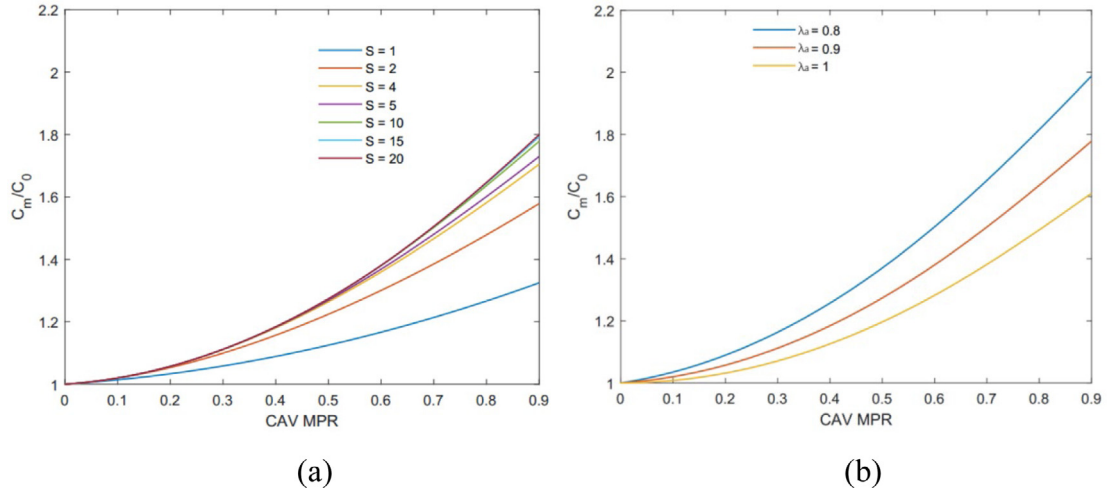 2.2
2
1.8
1.6
1.4
1.2
1
C_m/C_0
S = 1
S = 2
S = 4
S = 5
S = 10
S = 15
S = 20
0 0.1 0.2 0.3 0.4 0.5 0.6 0.7 0.8 0.9
CAV MPR
(a)
2.2
2
1.8
1.6
1.4
1.2
1
C_m/C_0
λa = 0.8
λa = 0.9
λa = 1
0 0.1 0.2 0.3 0.4 0.5 0.6 0.7 0.8 0.9
CAV MPR
(b)